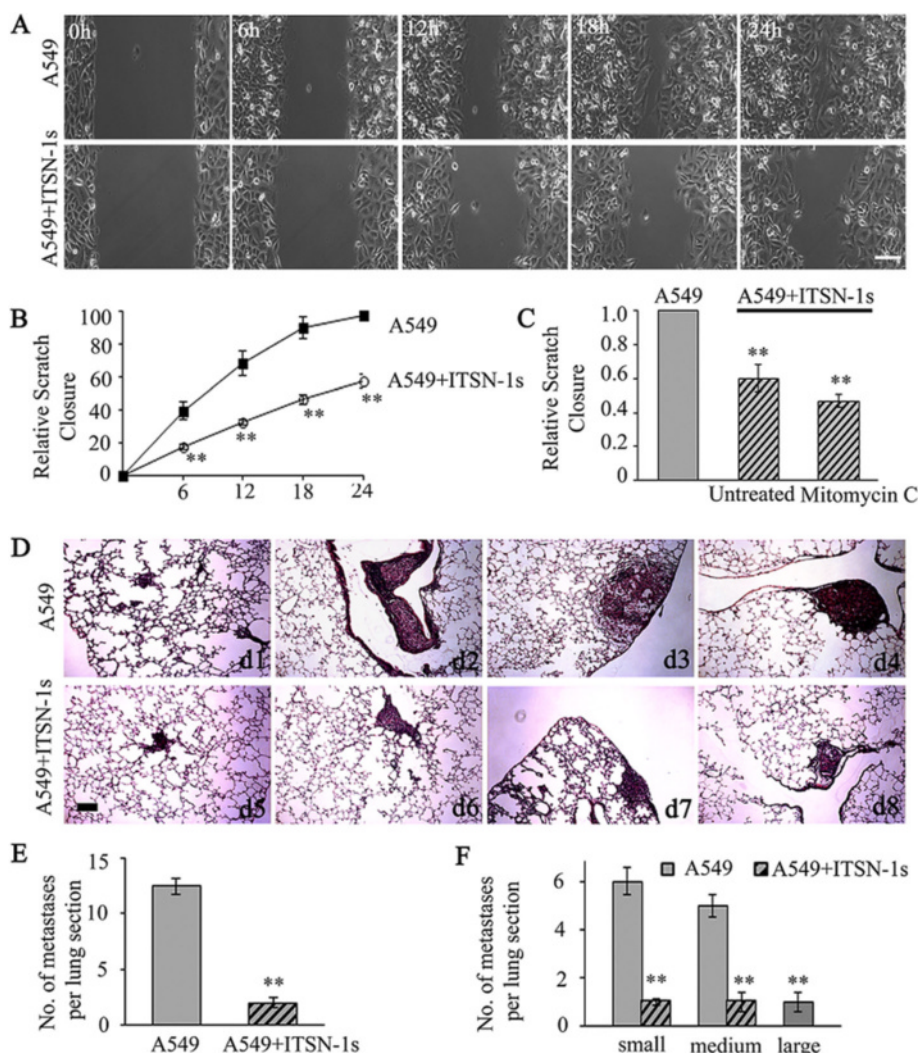 A
0h 6h 12h 18h 24h
A549
A549+ITSN-1s
B
Relative Scratch
Closure
100
80
60
40
20
0
6 12 18 24
A549
A549+ITSN-1s
**
**
**
**
C
A549 A549+ITSN-1s
Relative Scratch
Closure
1.0
0.8
0.6
0.4
0.2
0
**
**
Untreated Mitomycin C
D
A549
d1 d2 d3 d4
A549+ITSN-1s
d5 d6 d7 d8
E
No. of metastases
per lung section
15
10
5
0
**
A549 A549+ITSN-1s
F
A549 A549+ITSN-1s
No. of metastases
per lung section
6
4
2
0
** ** **
small medium large